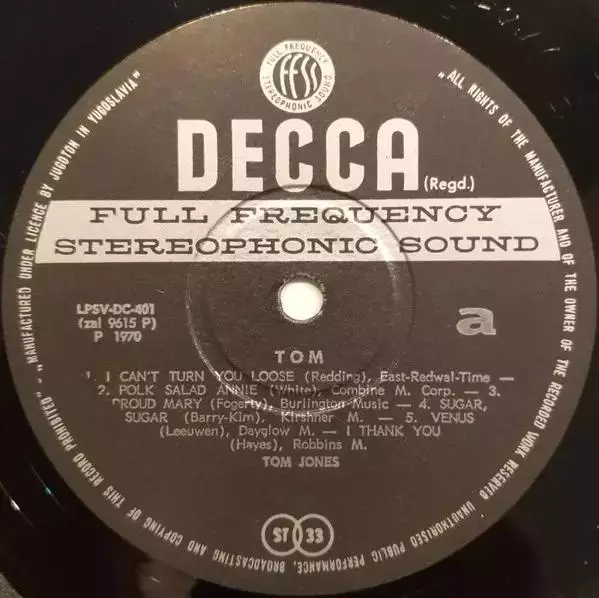 FULL FREQUENCY
STEREOPHONIC SOUND
FFSS
DECCA (Regd.)
FULL FREQUENCY
STEREOPHONIC SOUND
LPSV-DC-401
(zal 9615 P)
P 1970
a
TOM
1. I CAN'T TURN YOU LOOSE (Redding), East-Redwal-Time —
2. POLK SALAD ANNIE (White), Combine M. Corp. — 3.
PROUD MARY (Fogerty), Burlington Music — 4. SUGAR,
SUGAR (Barry-Kim), Kirshner M. — 5. VENUS
(Leeuwen), Dayglow M. — I THANK YOU
(Hayes), Robbins M.
TOM JONES
ST 33
"MANUFACTURED UNDER LICENCE BY JUGOTON IN YUGOSLAVIA"
"ALL RIGHTS OF THE MANUFACTURER AND OF THE OWNER OF THE RECORDED WORK RESERVED. UNAUTHORISED PUBLIC PERFORMANCE, BROADCASTING AND COPYING OF THIS RECORD PROHIBITED"